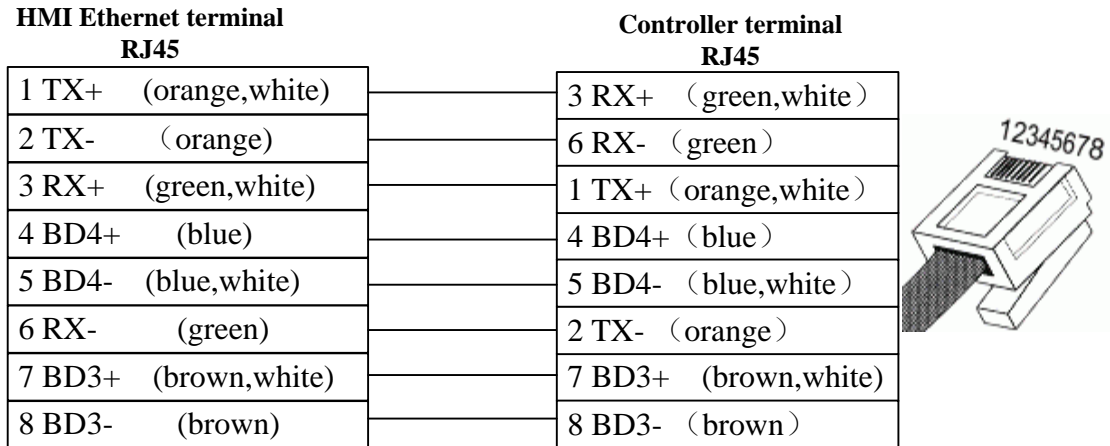 HMI Ethernet terminal
RJ45
1 TX+ (orange,white)
2 TX- （orange)
3 RX+ (green,white)
4 BD4+ (blue)
5 BD4- (blue,white)
6 RX- (green)
7 BD3+ (brown,white)
8 BD3- (brown)
Controller terminal
RJ45
3 RX+ （green,white）
6 RX- （green）
1 TX+ （orange,white）
4 BD4+ （blue）
5 BD4- （blue,white）
2 TX- （orange）
7 BD3+ (brown,white)
8 BD3- （brown）
12345678